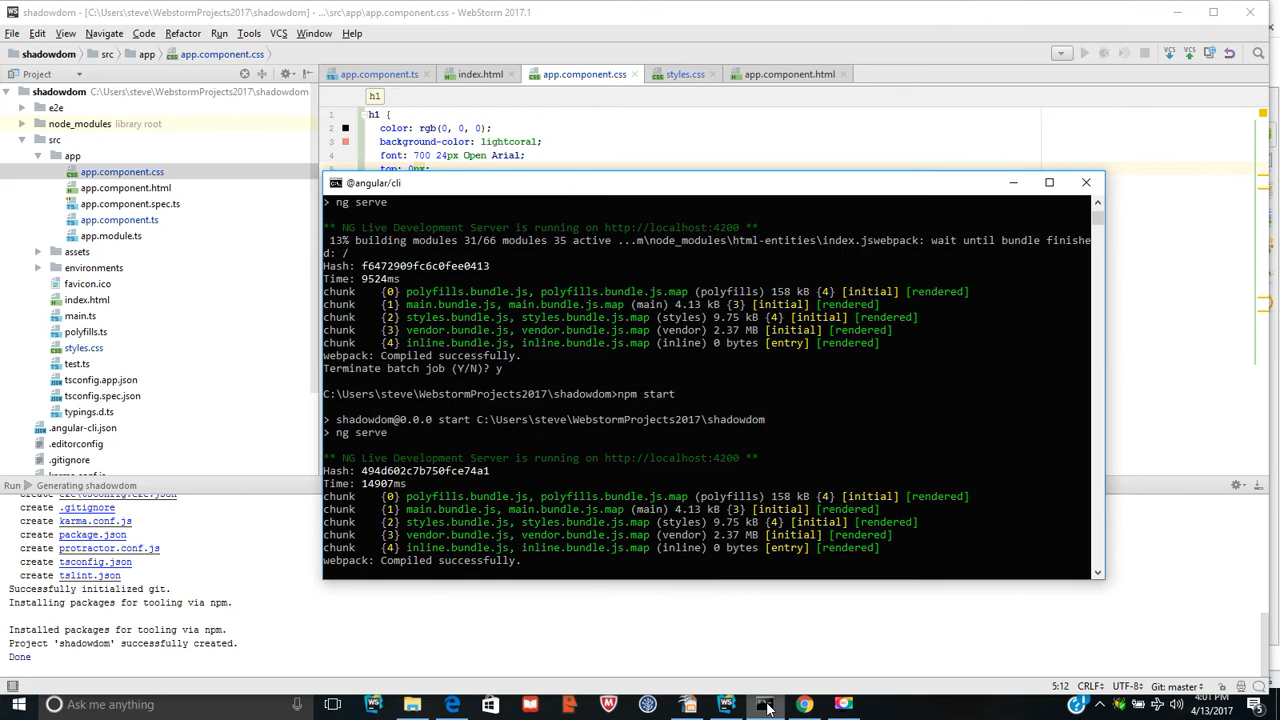 shadowdom - [C:\Users\steve\WebstormProjects2017\shadowdom] - ...\src\app\app.component.css - WebStorm 2017.1
File Edit View Navigate Code Refactor Run Tools VCS Window Help
shadowdom src app app.component.css
Project app.component.ts index.html app.component.css styles.css app.component.html
shadowdom C:\Users\steve\WebstormProjects2017\shadowdom
h1
e2e
node_modules library root
src
app
app.component.css
app.component.html
app.component.spec.ts
app.component.ts
app.module.ts
assets
environments
favicon.ico
index.html
main.ts
polyfills.ts
styles.css
test.ts
tsconfig.app.json
tsconfig.spec.json
typings.d.ts
.angular-cli.json
.editorconfig
.gitignore
karma.conf.js
1 h1 {
2 color: rgb(0, 0, 0);
3 background-color: lightcoral;
4 font: 700 24px Open Arial;
5 top: 0px;
@angular/cli
> ng serve
** NG Live Development Server is running on http://localhost:4200 **
13% building modules 31/66 modules 35 active ...m\node_modules\html-entities\index.jswebpack: wait until bundle finishe
d: /
Hash: f6472909fc6c0fee0413
Time: 9524ms
chunk {0} polyfills.bundle.js, polyfills.bundle.js.map (polyfills) 158 kB {4} [initial] [rendered]
chunk {1} main.bundle.js, main.bundle.js.map (main) 4.13 kB {3} [initial] [rendered]
chunk {2} styles.bundle.js, styles.bundle.js.map (styles) 9.75 kB {4} [initial] [rendered]
chunk {3} vendor.bundle.js, vendor.bundle.js.map (vendor) 2.37 MB [initial] [rendered]
chunk {4} inline.bundle.js, inline.bundle.js.map (inline) 0 bytes [entry] [rendered]
webpack: Compiled successfully.
Terminate batch job (Y/N)? y
C:\Users\steve\WebstormProjects2017\shadowdom>npm start
> shadowdom@0.0.0 start C:\Users\steve\WebstormProjects2017\shadowdom
> ng serve
** NG Live Development Server is running on http://localhost:4200 **
Hash: 494d602c7b750fce74a1
Time: 14907ms
chunk {0} polyfills.bundle.js, polyfills.bundle.js.map (polyfills) 158 kB {4} [initial] [rendered]
chunk {1} main.bundle.js, main.bundle.js.map (main) 4.13 kB {3} [initial] [rendered]
chunk {2} styles.bundle.js, styles.bundle.js.map (styles) 9.75 kB {4} [initial] [rendered]
chunk {3} vendor.bundle.js, vendor.bundle.js.map (vendor) 2.37 MB [initial] [rendered]
chunk {4} inline.bundle.js, inline.bundle.js.map (inline) 0 bytes [entry] [rendered]
webpack: Compiled successfully.
Run Generating shadowdom
create e2e\tsconfig.e2e.json
create .gitignore
create karma.conf.js
create package.json
create protractor.conf.js
create tsconfig.json
create tslint.json
Successfully initialized git.
Installing packages for tooling via npm.
Installed packages for tooling via npm.
Project 'shadowdom' successfully created.
Done
5:12 CRLF÷ UTF-8÷ Git: master÷
Ask me anything
4:01 PM
4/13/2017